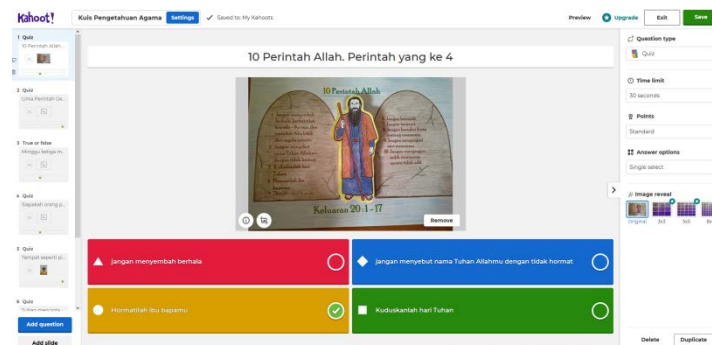 Kahoot!
Kuis Pengetahuan Agama
Settings
Saved to: My Kahoots
Preview
Upgrade
Exit
Save
1 Quiz
10 Perintah Allah...
2 Quiz
Lima Perintah Ge...
3 True or false
Minggu ketiga m...
4 Quiz
Siapakah orang p...
5 Quiz
Tempat seperti p...
6 Quiz
Add question
Add slide
10 Perintah Allah. Perintah yang ke 4
10 Perintah Allah
Keluaran 20:1-17
Remove
jangan menyembah berhala
jangan menyebut nama Tuhan Allahmu dengan tidak hormat
Hormatilah ibu bapamu
Kuduskanlah hari Tuhan
Question type
Quiz
Time limit
30 seconds
Points
Standard
Answer options
Single select
Image reveal
Original
3x3
5x5
Delete
Duplicate